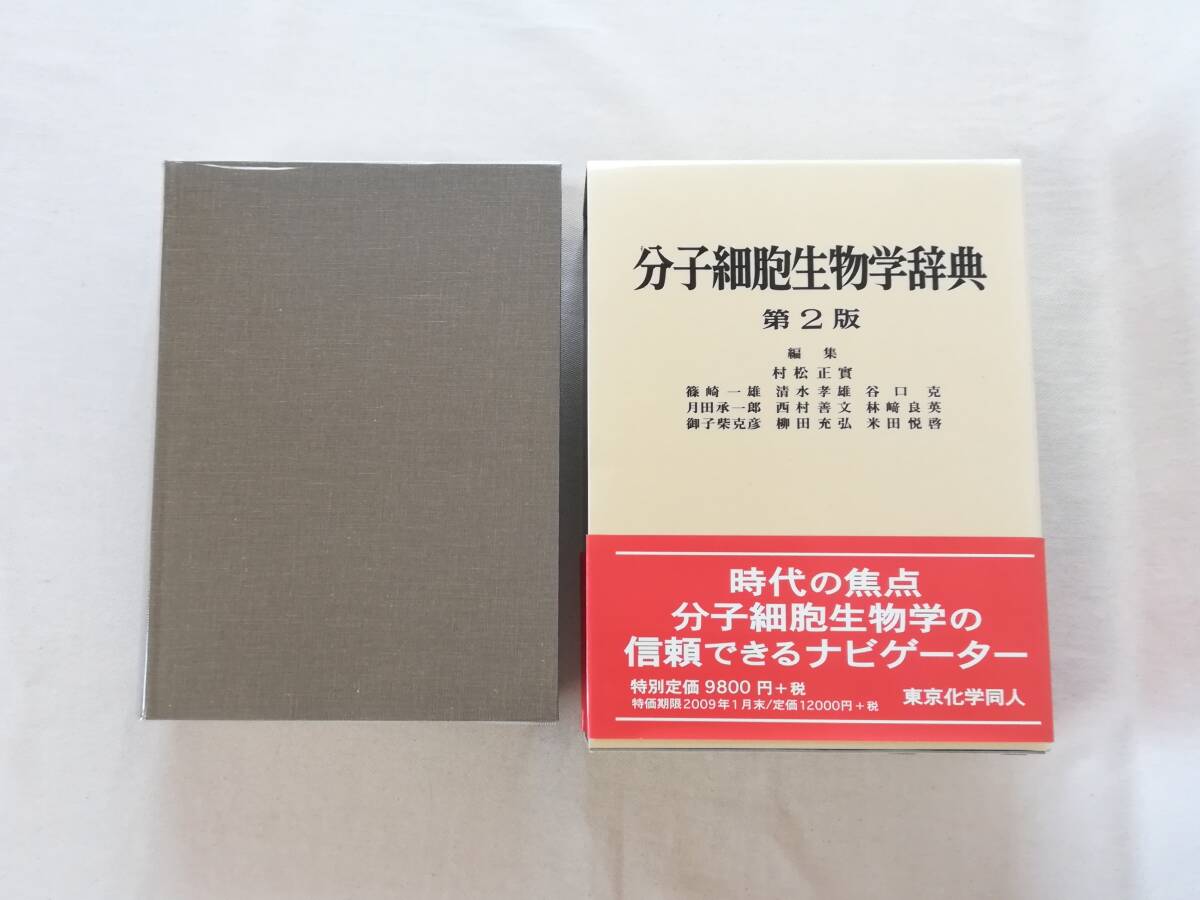 分子細胞生物学辞典
第2版
編集
村松正實
篠崎一雄 清水孝雄 谷口克
月田承一郎 西村善文 林﨑良英
御子柴克彦 柳田充弘 米田悦啓
時代の焦点
分子細胞生物学の
信頼できるナビゲーター
特別定価 9800 円+税
特価期限2009年1月末/定価12000円+税
東京化学同人